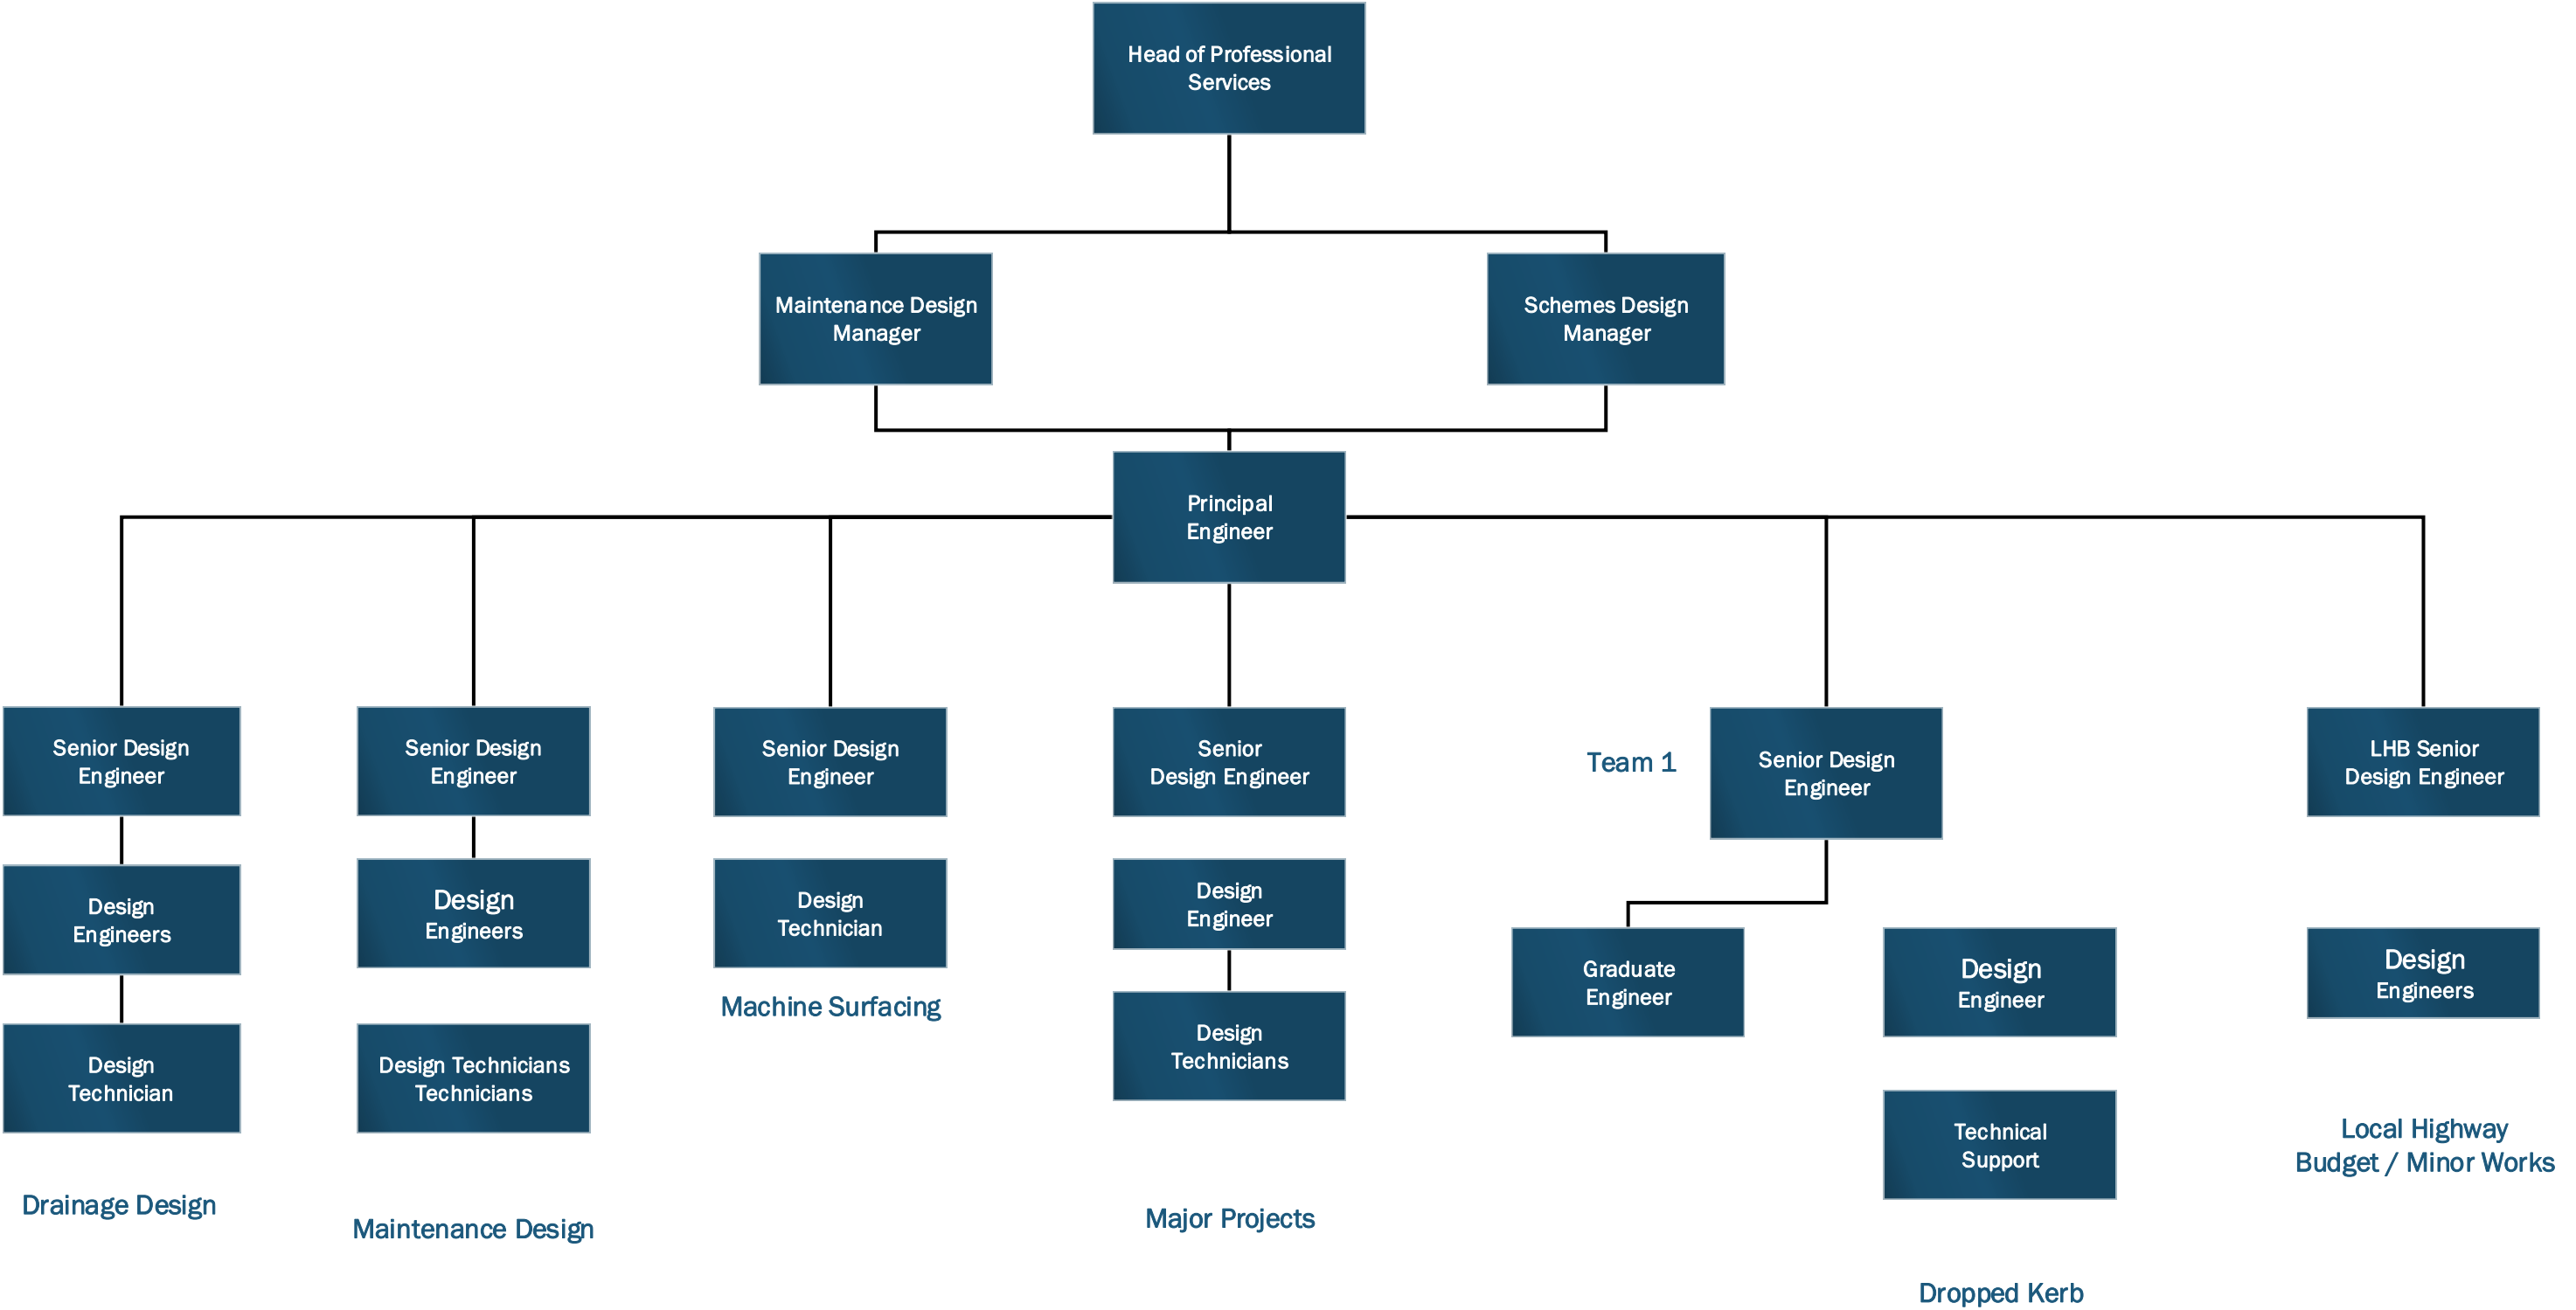 Head of Professional
Services
Maintenance Design
Manager
Schemes Design
Manager
Principal
Engineer
Senior Design
Engineer
Senior Design
Engineer
Senior Design
Engineer
Senior
Design Engineer
Team 1
Senior Design
Engineer
LHB Senior
Design Engineer
Design
Engineers
Design
Engineers
Design
Technician
Design
Engineer
Graduate
Engineer
Design
Engineer
Design
Engineers
Machine Surfacing
Design
Technician
Design Technicians
Technicians
Design
Technicians
Technical
Support
Local Highway
Budget / Minor Works
Drainage Design
Maintenance Design
Major Projects
Dropped Kerb